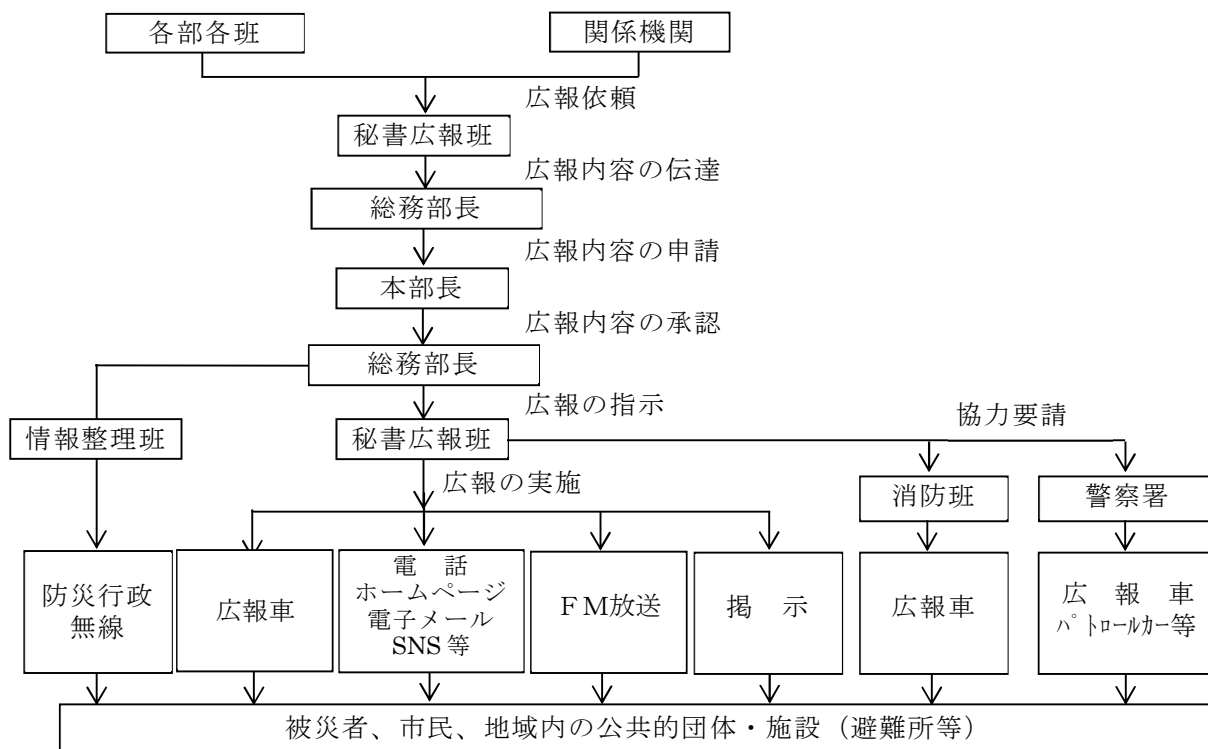 各部各班
関係機関
広報依頼
秘書広報班
広報内容の伝達
総務部長
広報内容の申請
本部長
広報内容の承認
総務部長
広報の指示
協力要請
情報整理班
秘書広報班
広報の実施
消防班
警察署
防災行政
無線
広報車
電　話
ホームページ
電子メール
SNS等
ＦＭ放送
掲　示
広報車
広　報　車
ﾊﾟﾄﾛｰﾙｶｰ等
被災者、市民、地域内の公共的団体・施設（避難所等）